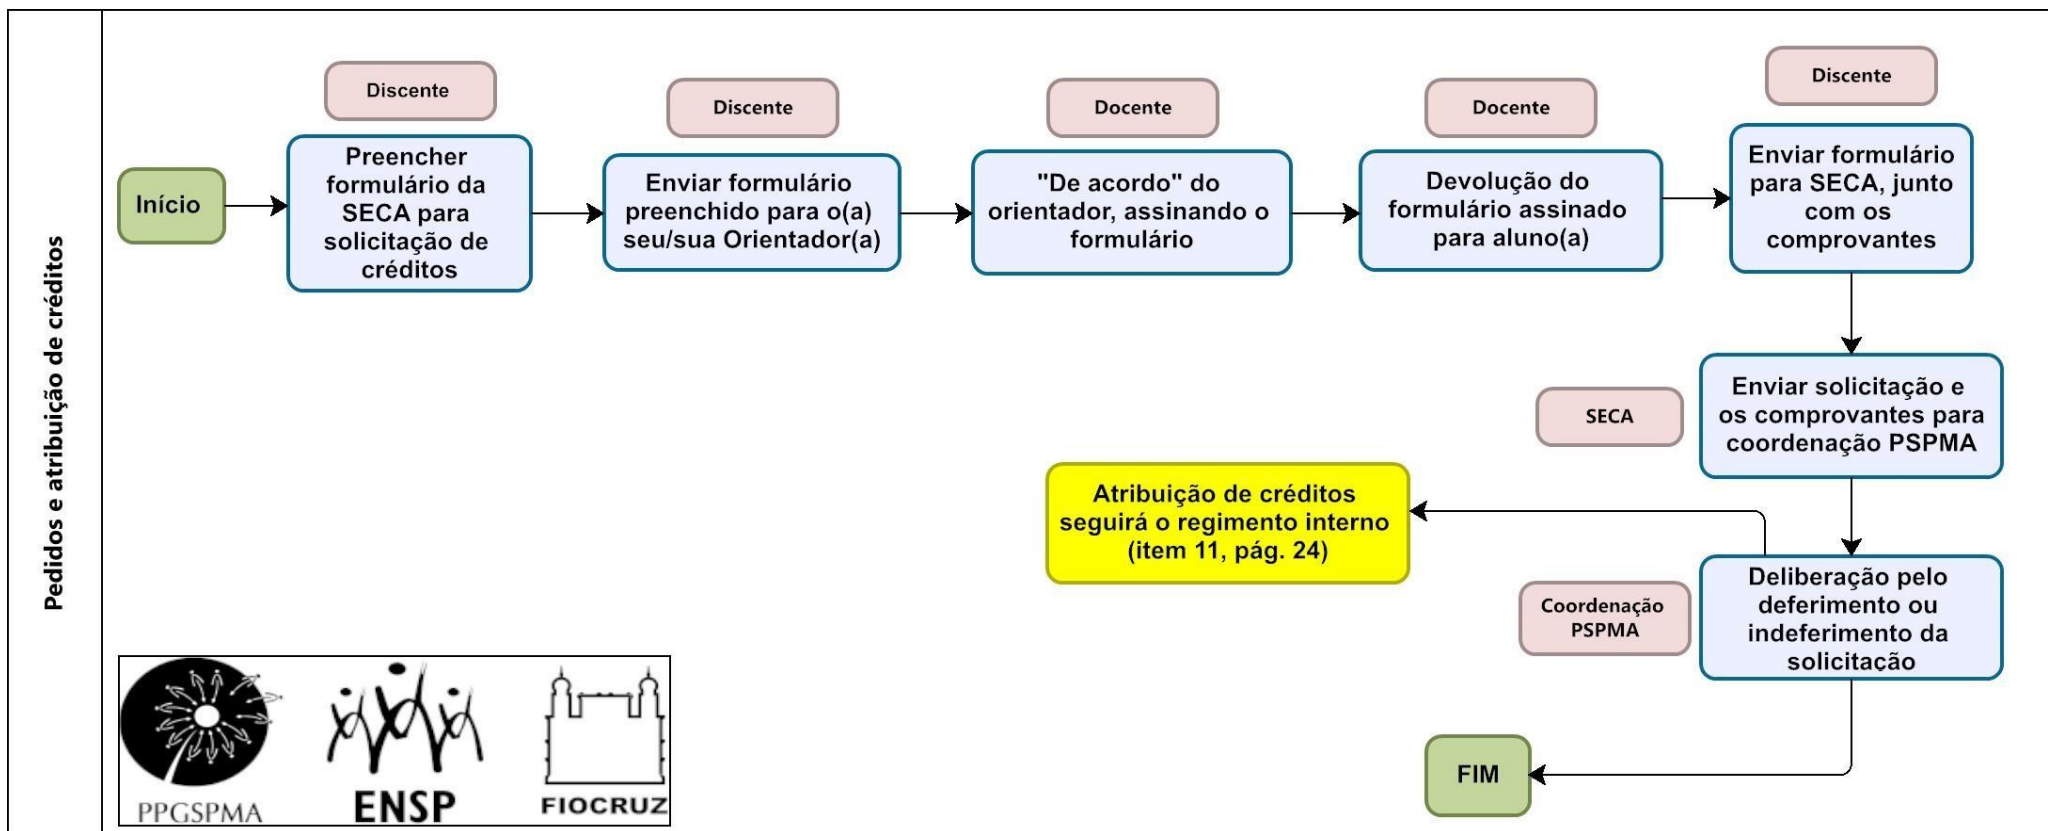 Pedidos e atribuição de créditos
Início
Discente
Preencher
formulário da
SECA para
solicitação de
créditos
Discente
Enviar formulário
preenchido para o(a)
seu/sua Orientador(a)
Docente
"De acordo" do
orientador, assinando o
formulário
Docente
Devolução do
formulário assinado
para aluno(a)
Discente
Enviar formulário
para SECA, junto
com os
comprovantes
SECA
Enviar solicitação e
os comprovantes para
coordenação PSPMA
Atribuição de créditos
seguirá o regimento interno
(item 11, pág. 24)
Coordenação
PSPMA
Deliberação pelo
deferimento ou
indeferimento da
solicitação
FIM
PPGSPMA
ENSP
FIOCRUZ